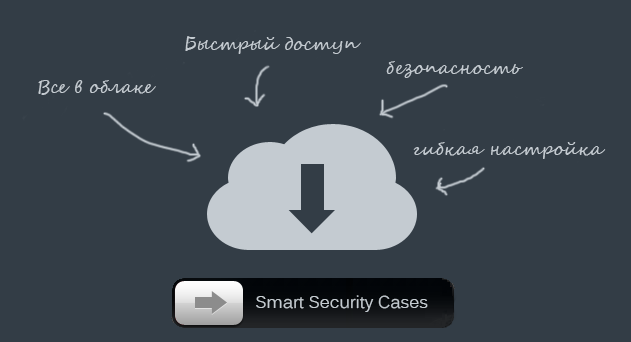 Быстрый доступ
безопасность
Все в облаке
гибкая настройка
Smart Security Cases